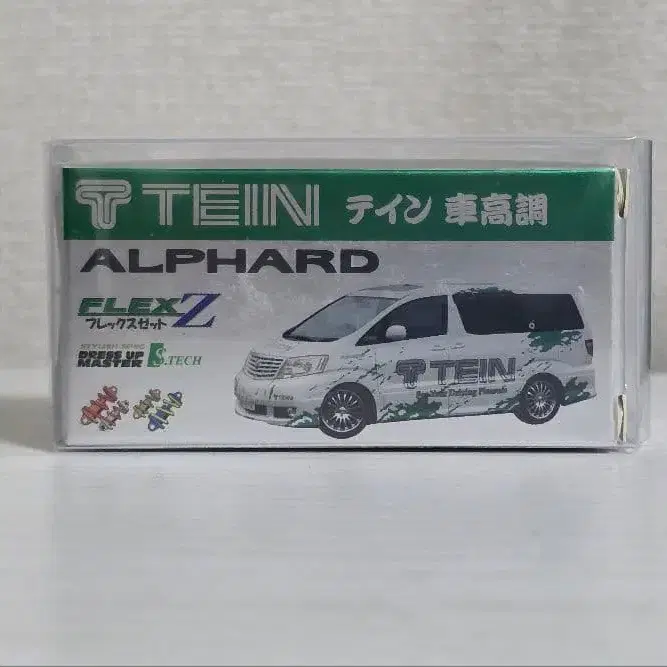 TEIN テイン 車高調
ALPHARD
FLEX Z
フレックスゼット
DRESS UP
MASTER S.TECH
TEIN
TEIN